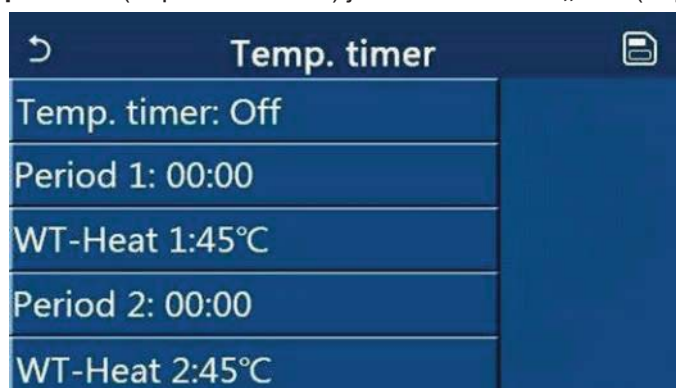 Temp. timer
Temp. timer: Off
Period 1: 00:00
WT-Heat 1:45℃
Period 2: 00:00
WT-Heat 2:45℃